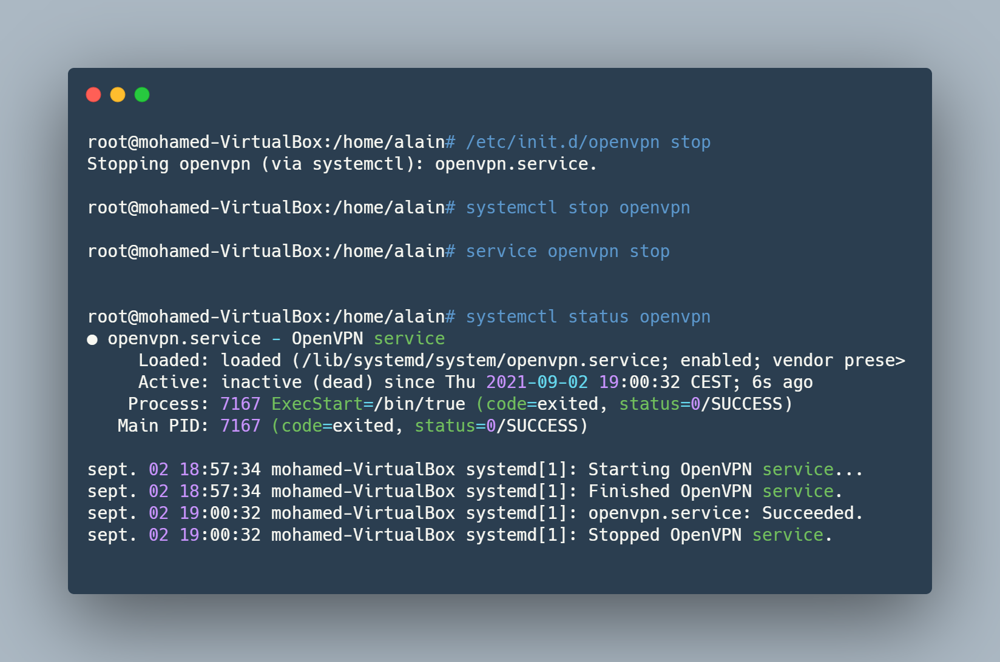 root@mohamed-VirtualBox:/home/alain# /etc/init.d/openvpn stop
Stopping openvpn (via systemctl): openvpn.service.
root@mohamed-VirtualBox:/home/alain# systemctl stop openvpn
root@mohamed-VirtualBox:/home/alain# service openvpn stop
root@mohamed-VirtualBox:/home/alain# systemctl status openvpn
● openvpn.service - OpenVPN service
Loaded: loaded (/lib/systemd/system/openvpn.service; enabled; vendor prese>
Active: inactive (dead) since Thu 2021-09-02 19:00:32 CEST; 6s ago
Process: 7167 ExecStart=/bin/true (code=exited, status=0/SUCCESS)
Main PID: 7167 (code=exited, status=0/SUCCESS)
sept. 02 18:57:34 mohamed-VirtualBox systemd[1]: Starting OpenVPN service...
sept. 02 18:57:34 mohamed-VirtualBox systemd[1]: Finished OpenVPN service.
sept. 02 19:00:32 mohamed-VirtualBox systemd[1]: openvpn.service: Succeeded.
sept. 02 19:00:32 mohamed-VirtualBox systemd[1]: Stopped OpenVPN service.